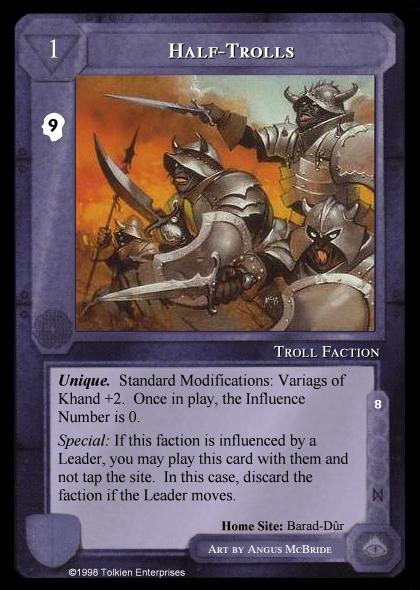 1
HALF-TROLLS
9
McB
TROLL FACTION
Unique. Standard Modifications: Variags of
Khand +2. Once in play, the Influence
Number is 0.
8
Special: If this faction is influenced by a
Leader, you may play this card with them and
not tap the site. In this case, discard the
faction if the Leader moves.
Home Site: Barad-Dûr
ART BY ANGUS MCBRIDE
©1998 Tolkien Enterprises